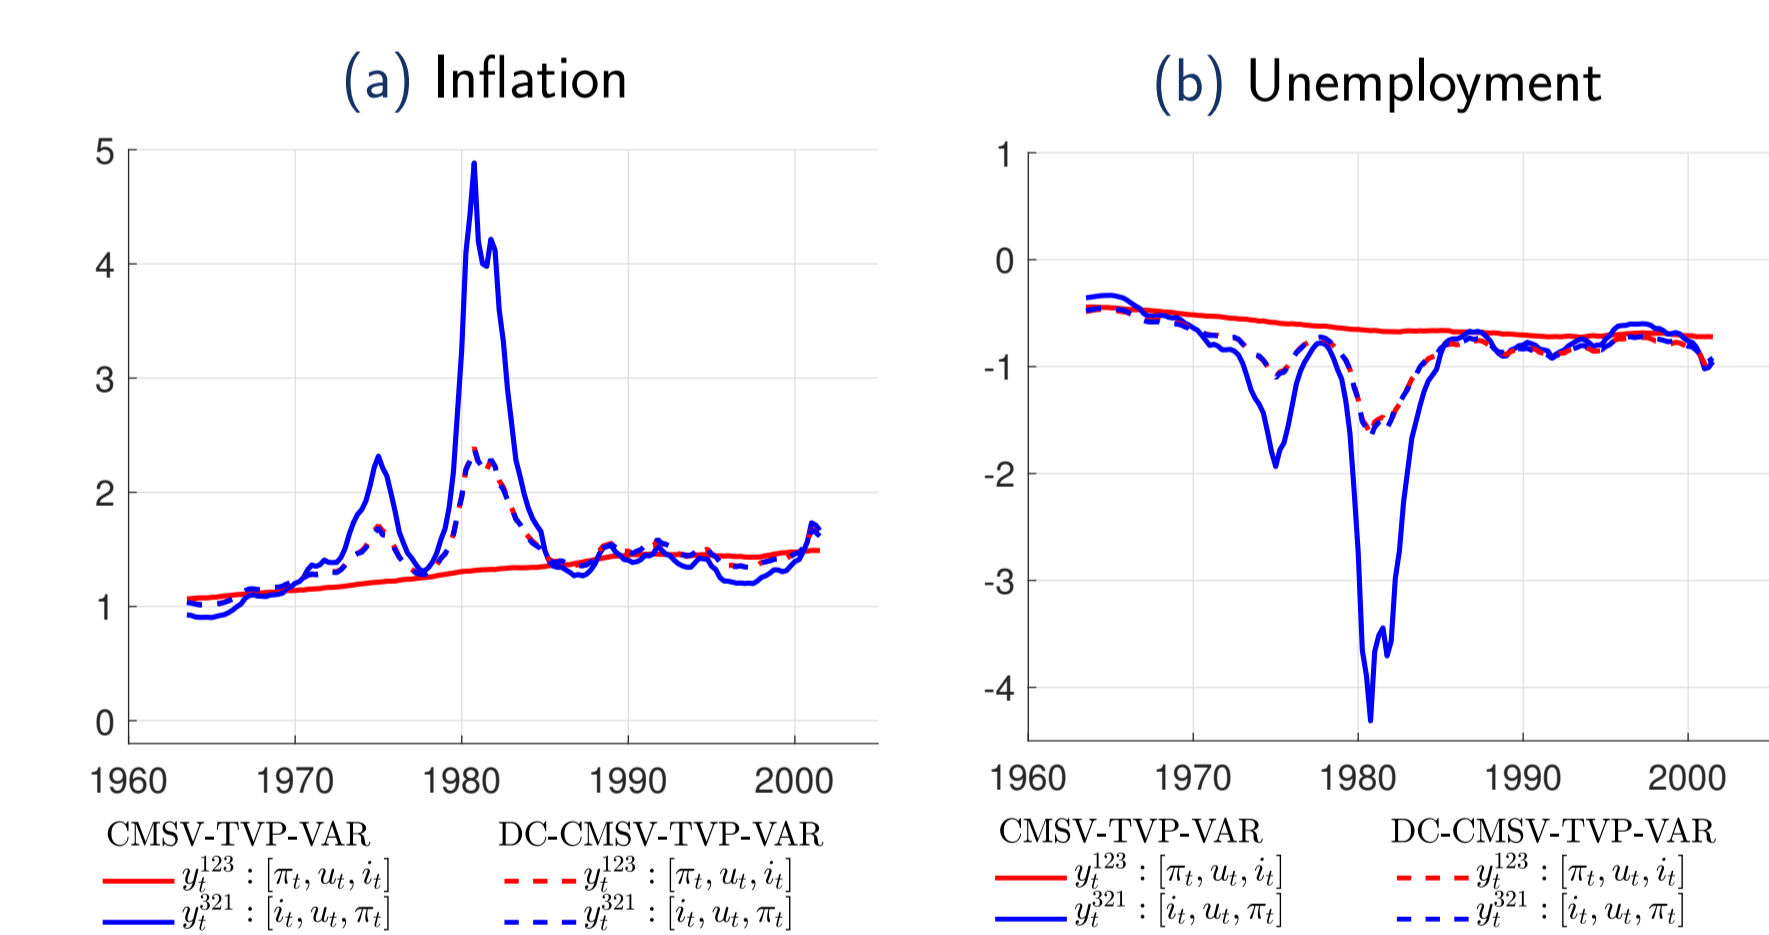 (a) Inflation
5
4
3
2
1
0
1960 1970 1980 1990 2000
CMSV-TVP-VAR DC-CMSV-TVP-VAR
y_t^{123} : [π_t, u_t, i_t] y_t^{123} : [π_t, u_t, i_t]
y_t^{321} : [i_t, u_t, π_t] y_t^{321} : [i_t, u_t, π_t]
(b) Unemployment
1
0
-1
-2
-3
-4
1960 1970 1980 1990 2000
CMSV-TVP-VAR DC-CMSV-TVP-VAR
y_t^{123} : [π_t, u_t, i_t] y_t^{123} : [π_t, u_t, i_t]
y_t^{321} : [i_t, u_t, π_t] y_t^{321} : [i_t, u_t, π_t]